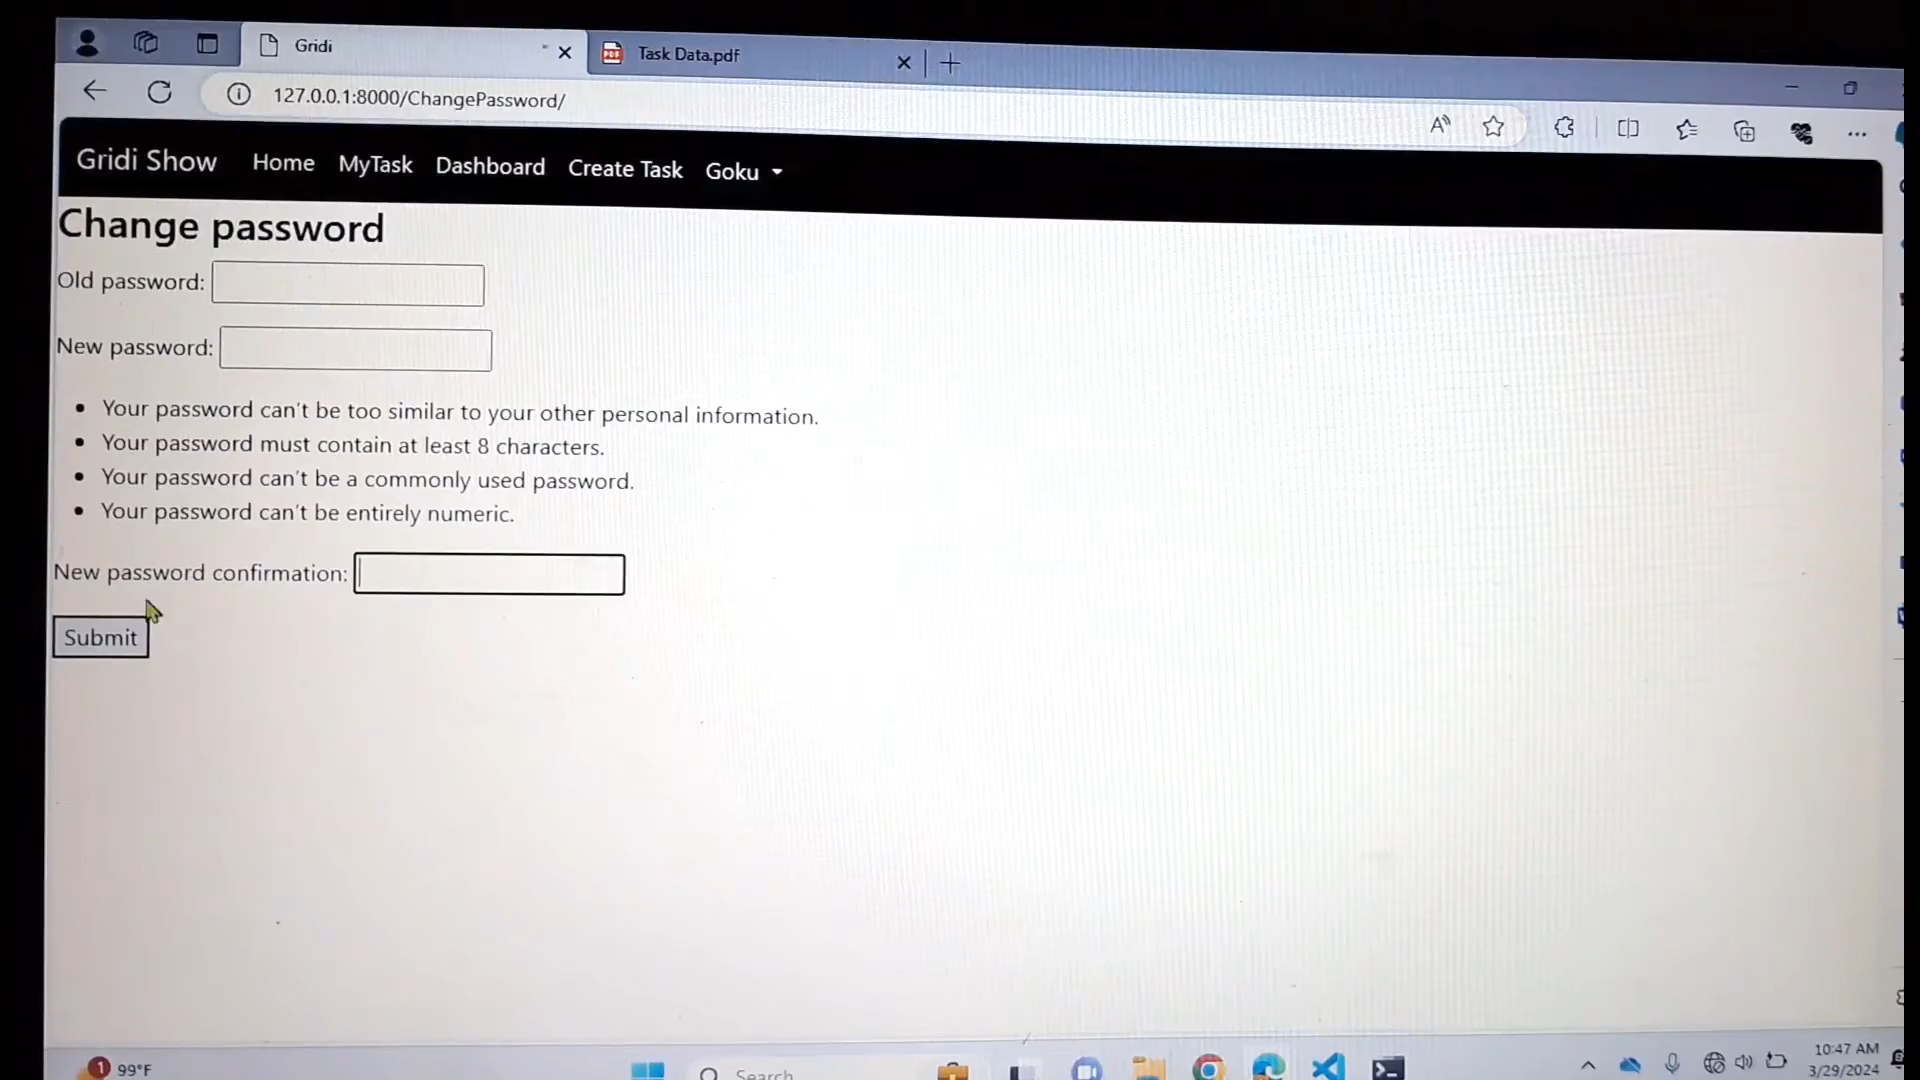 Gridi
Task Data.pdf
127.0.0.1:8000/ChangePassword/
Gridi Show Home MyTask Dashboard Create Task Goku
Change password
Old password:
New password:
• Your password can't be too similar to your other personal information.
• Your password must contain at least 8 characters.
• Your password can't be a commonly used password.
• Your password can't be entirely numeric.
New password confirmation:
Submit
1 99°F
Search
10:47 AM
3/29/2024